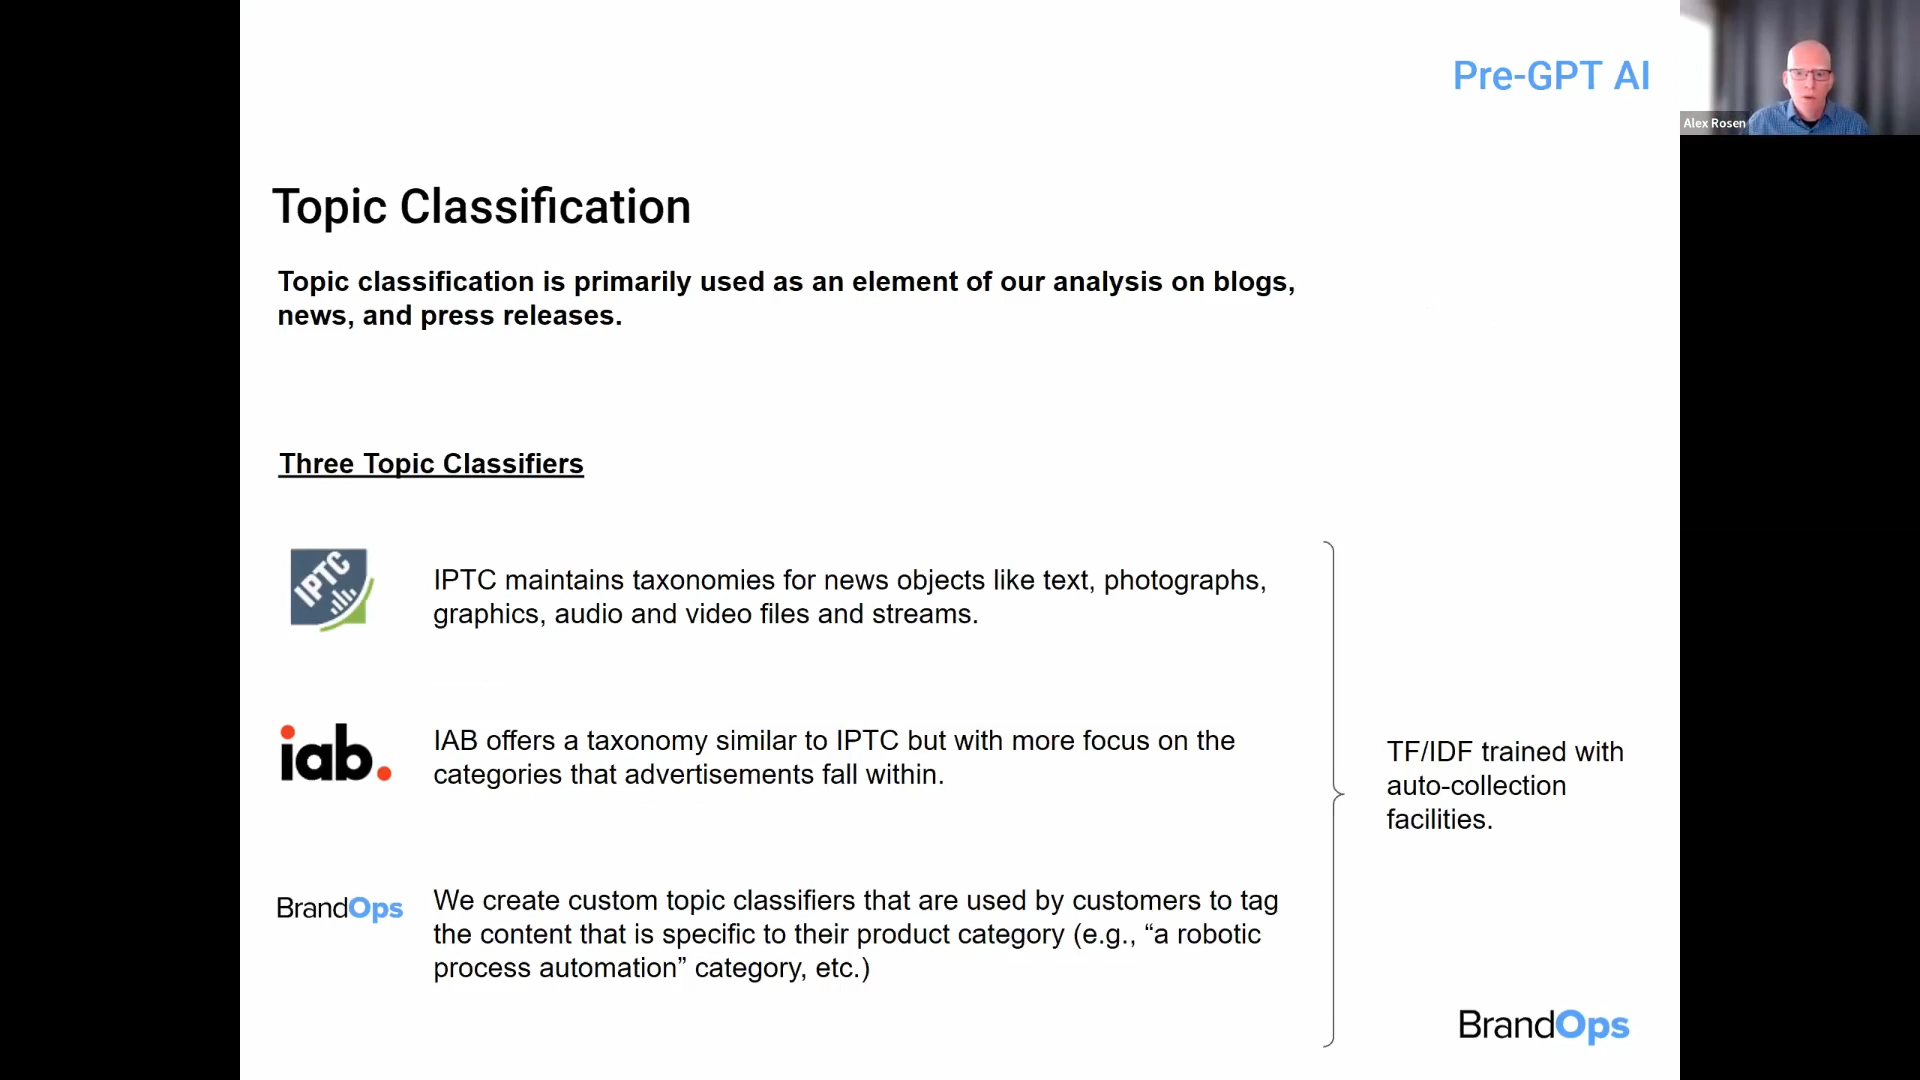 Pre-GPT AI
Alex Rosen
Topic Classification
Topic classification is primarily used as an element of our analysis on blogs,
news, and press releases.
Three Topic Classifiers
IPTC
IPTC maintains taxonomies for news objects like text, photographs,
graphics, audio and video files and streams.
iab.
IAB offers a taxonomy similar to IPTC but with more focus on the
categories that advertisements fall within.
TF/IDF trained with
auto-collection
facilities.
BrandOps
We create custom topic classifiers that are used by customers to tag
the content that is specific to their product category (e.g., “a robotic
process automation” category, etc.)
BrandOps